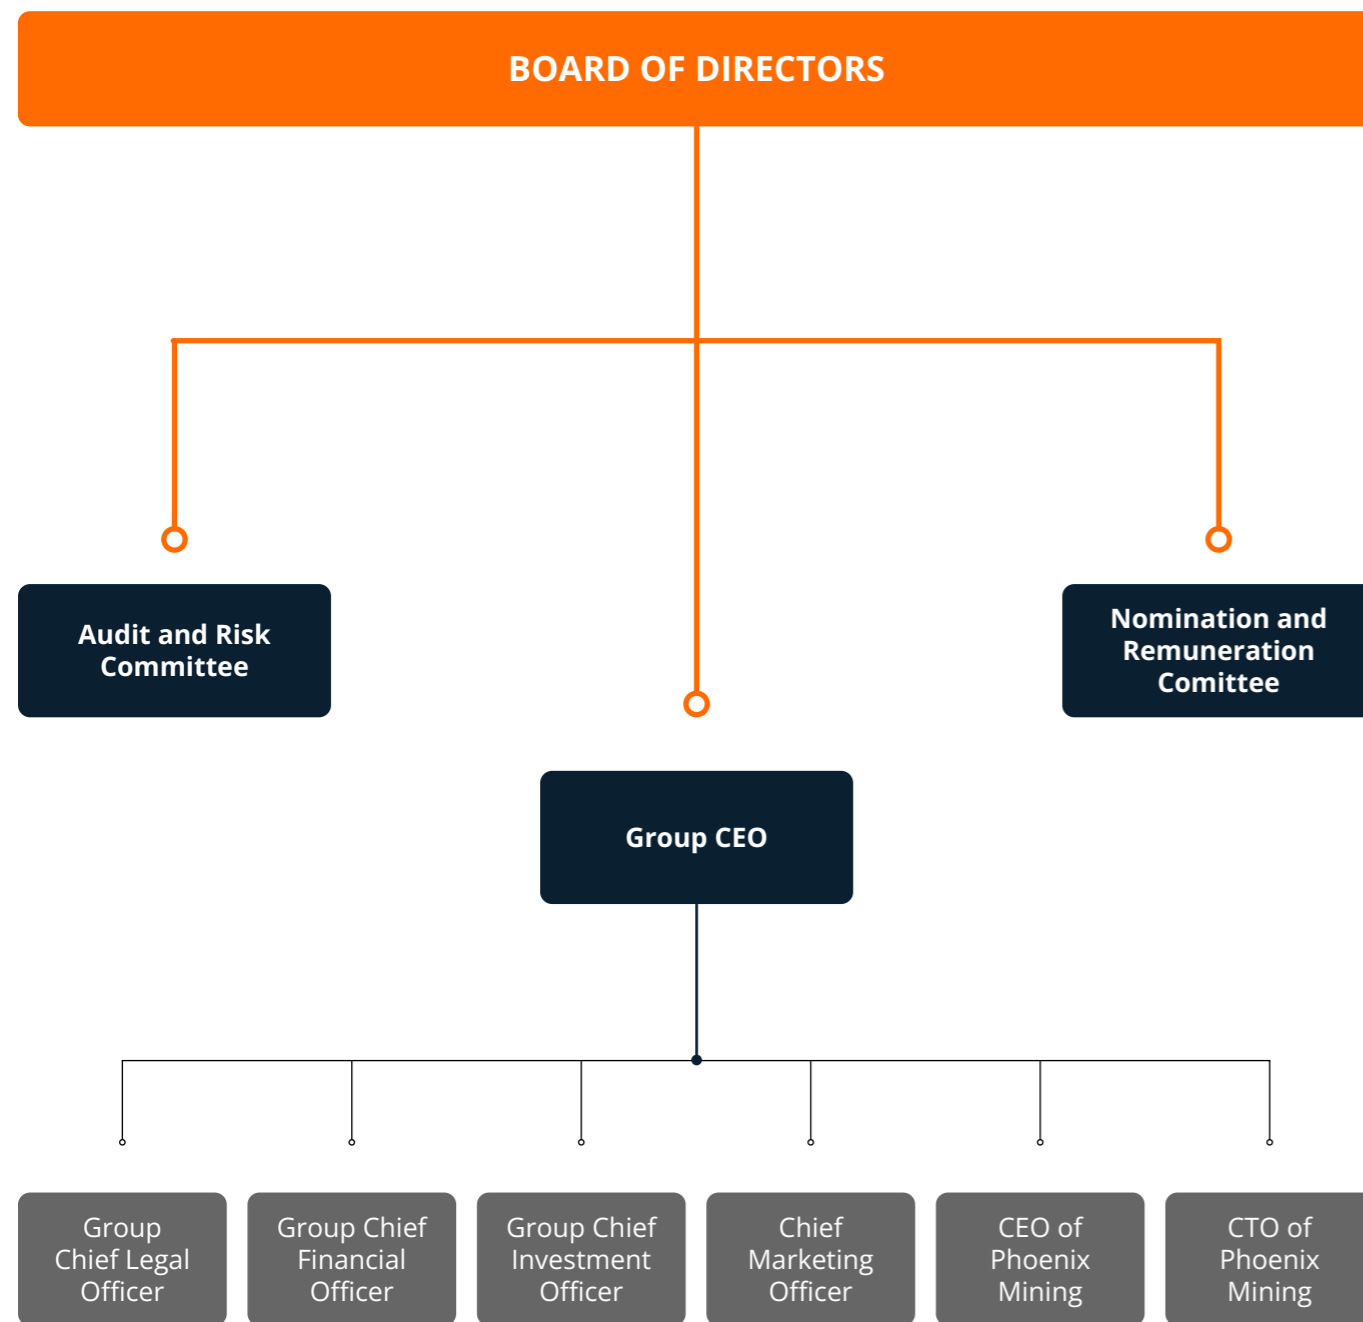 BOARD OF DIRECTORS
Audit and Risk
Committee
Nomination and
Remuneration
Comittee
Group CEO
Group
Chief Legal
Officer
Group Chief
Financial
Officer
Group Chief
Investment
Officer
Chief
Marketing
Officer
CEO of
Phoenix
Mining
CTO of
Phoenix
Mining